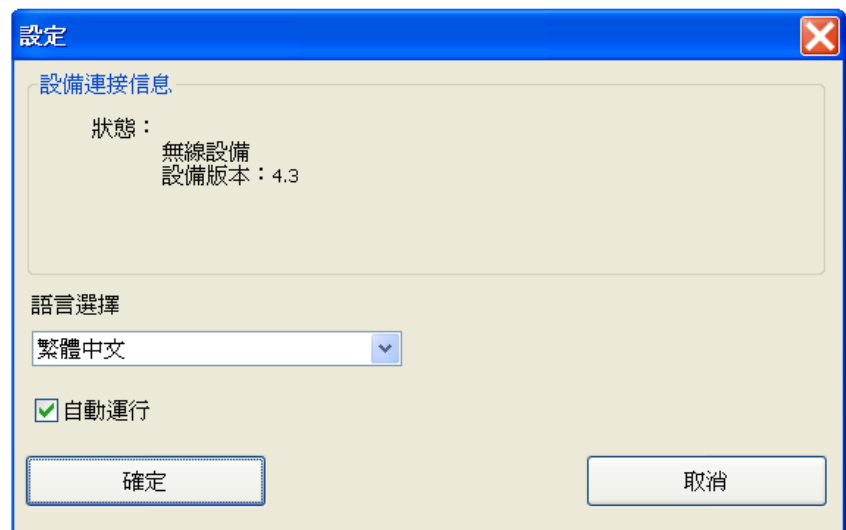 設定
設備連接信息
狀態：
無線設備
設備版本：4.3
語言選擇
繁體中文
自動運行
確定
取消